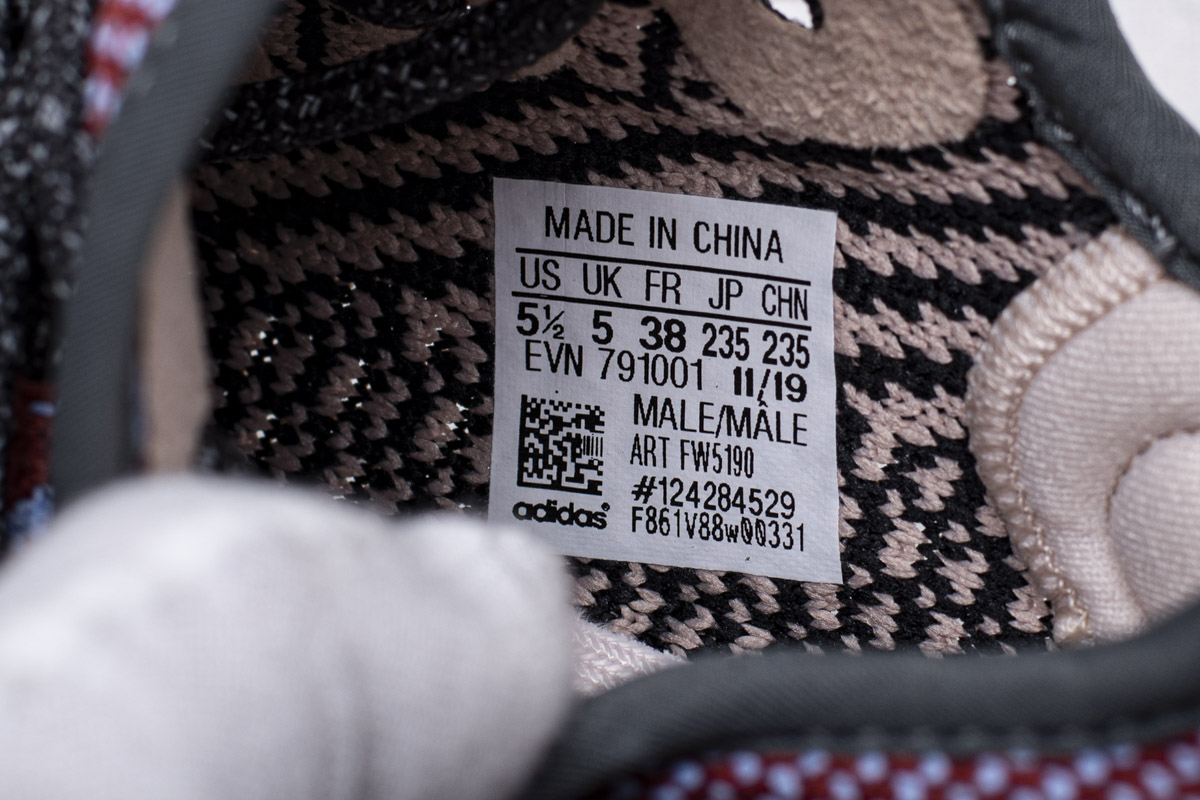 MADE IN CHINA
US UK FR JP CHN
5½ 5 38 235 235
EVN 791001 11/19
MALE/MÂLE
ART FW5190
#124284529
F861V88w00331
adidas®